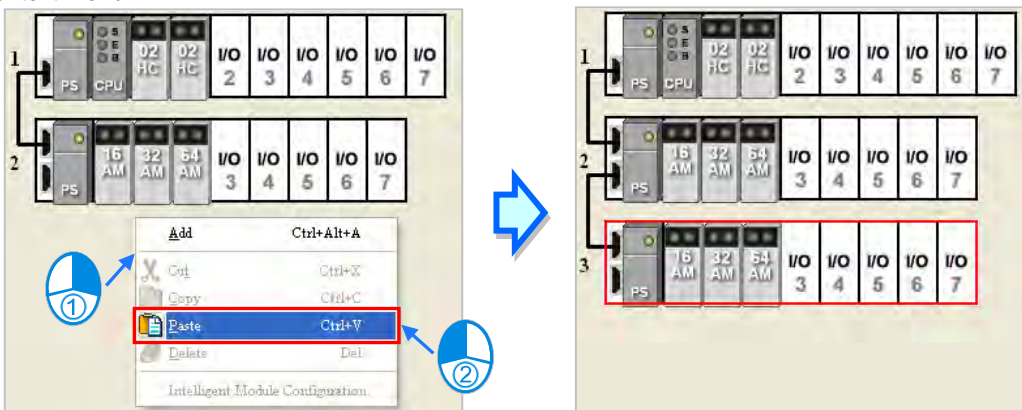 1 PS S E B CPU 02 HC 02 HC I/O 2 I/O 3 I/O 4 I/O 5 I/O 6 I/O 7
2 PS 16 AM 32 AM 64 AM I/O 3 I/O 4 I/O 5 I/O 6 I/O 7
Add Ctrl+Alt+A
Cut Ctrl+X
Copy Ctrl+C
Paste Ctrl+V
Delete Del
Intelligent Module Configuration
①
②
1 PS S E B CPU 02 HC 02 HC I/O 2 I/O 3 I/O 4 I/O 5 I/O 6 I/O 7
2 PS 16 AM 32 AM 64 AM I/O 3 I/O 4 I/O 5 I/O 6 I/O 7
3 PS 16 AM 32 AM 64 AM I/O 3 I/O 4 I/O 5 I/O 6 I/O 7